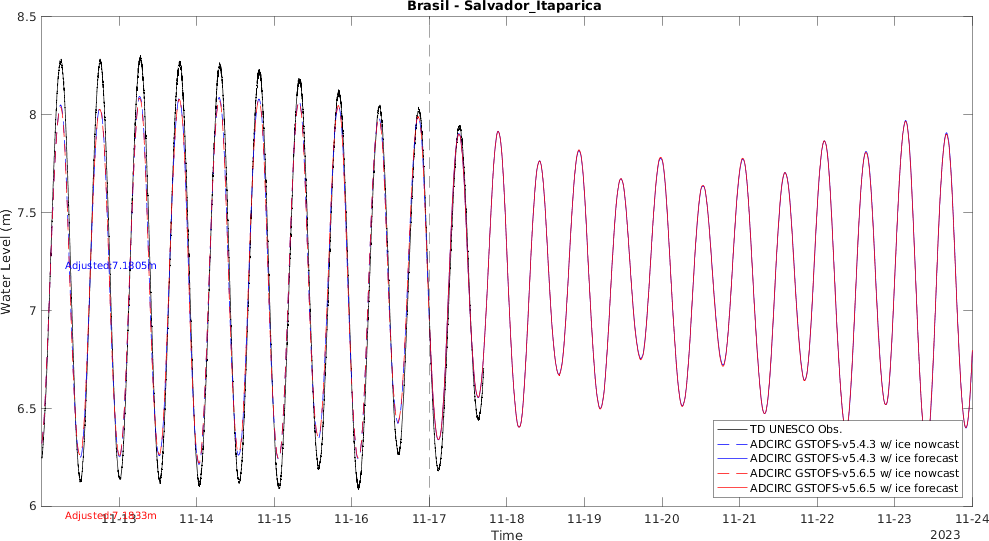 Brasil - Salvador_Itaparica
8.5
8
7.5
7
6.5
6
Water Level (m)
Adjusted:7.1805m
Adjusted:7.1833m
11-13
11-14
11-15
11-16
11-17
11-18
11-19
11-20
11-21
11-22
11-23
11-24
Time
2023
TD UNESCO Obs.
ADCIRC GSTOFS-v5.4.3 w/ ice nowcast
ADCIRC GSTOFS-v5.4.3 w/ ice forecast
ADCIRC GSTOFS-v5.6.5 w/ ice nowcast
ADCIRC GSTOFS-v5.6.5 w/ ice forecast